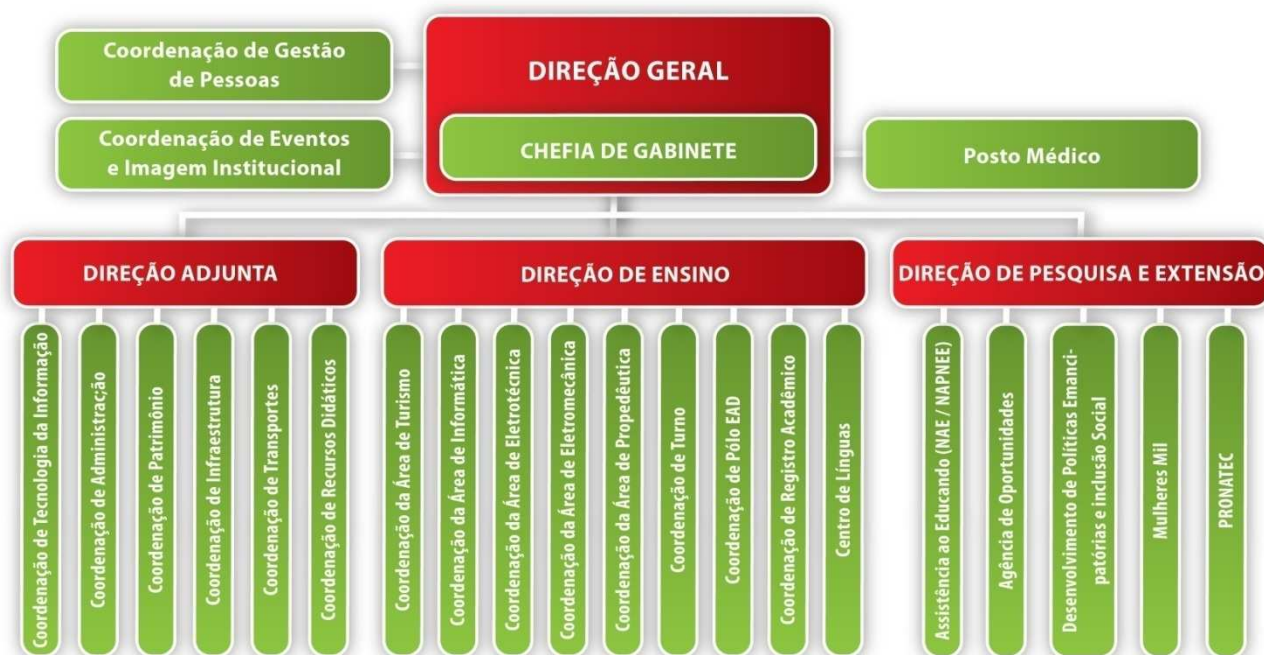 Coordenação de Gestão
de Pessoas
DIREÇÃO GERAL
Coordenação de Eventos
e Imagem Institucional
CHEFIA DE GABINETE
Posto Médico
DIREÇÃO ADJUNTA
DIREÇÃO DE ENSINO
DIREÇÃO DE PESQUISA E EXTENSÃO
Coordenação de Tecnologia da Informação
Coordenação de Administração
Coordenação de Patrimônio
Coordenação de Infraestrutura
Coordenação de Transportes
Coordenação de Recursos Didáticos
Coordenação da Área de Turismo
Coordenação da Área de Informática
Coordenação da Área de Eletrotécnica
Coordenação da Área de Eletromecânica
Coordenação da Área de Propedêutica
Coordenação de Turno
Coordenação de Pólo EAD
Coordenação de Registro Acadêmico
Centro de Línguas
Assistência ao Educando (NAE / NAPNEE)
Agência de Oportunidades
Desenvolvimento de Políticas Emanci-
patórias e inclusão Social
Mulheres Mil
PRONATEC